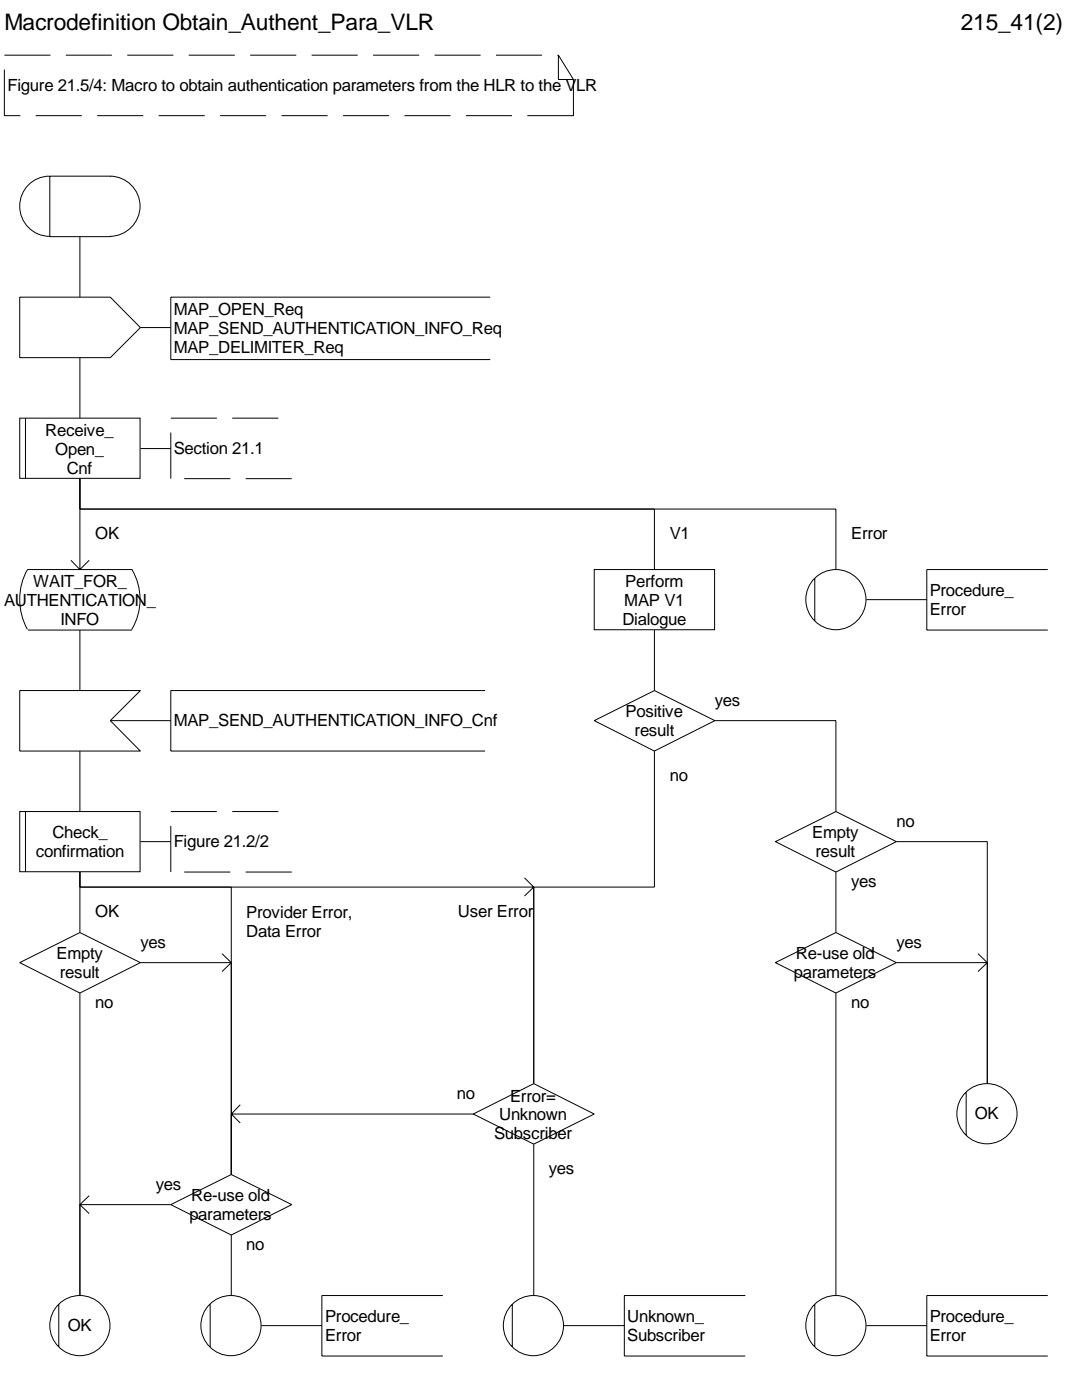 Macrodefinition Obtain_Authent_Para_VLR
215_41(2)
Figure 21.5/4: Macro to obtain authentication parameters from the HLR to the VLR
MAP_OPEN_Req
MAP_SEND_AUTHENTICATION_INFO_Req
MAP_DELIMITER_Req
Receive_
Open_
Cnf
Section 21.1
OK
V1
Error
WAIT_FOR_
AUTHENTICATION_
INFO
Perform
MAP V1
Dialogue
Procedure_
Error
MAP_SEND_AUTHENTICATION_INFO_Cnf
Positive
result
yes
no
Check_
confirmation
Figure 21.2/2
Empty
result
no
yes
OK
Provider Error,
Data Error
User Error
Empty
result
yes
no
Re-use old
parameters
yes
no
Error=
Unknown
Subscriber
no
yes
OK
Re-use old
parameters
yes
no
OK
Procedure_
Error
Unknown_
Subscriber
Procedure_
Error